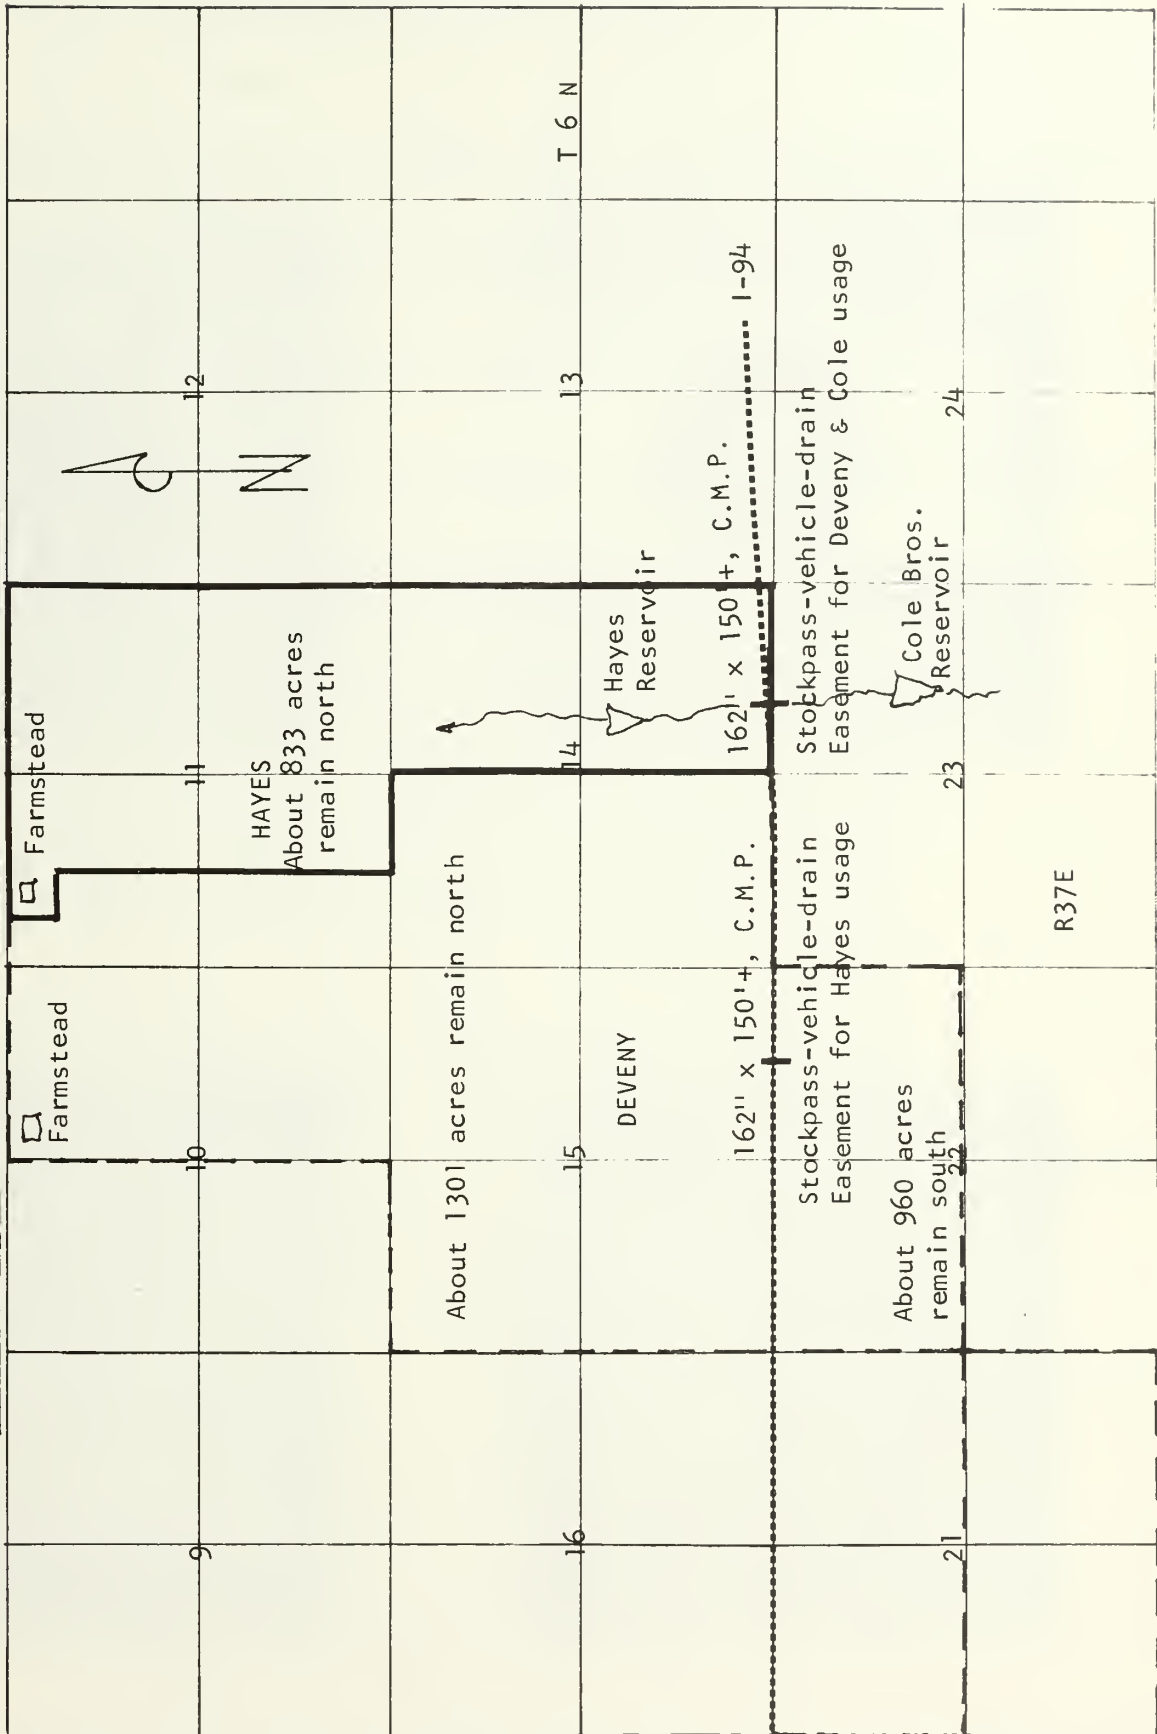 Farmstead
Farmstead
9
10
11
12
HAYES
About 833 acres
remain north
N
About 1301 acres remain north
16
15
14
13
T 6 N
DEVENY
Hayes
Reservoir
162" x 150'+, C.M.P.
162" x 150'+, C.M.P.
I-94
Stockpass-vehicle-drain
Easement for Hayes usage
Stockpass-vehicle-drain
Easement for Deveny & Cole usage
About 960 acres
remain south
Cole Bros.
Reservoir
21
22
23
24
R37E